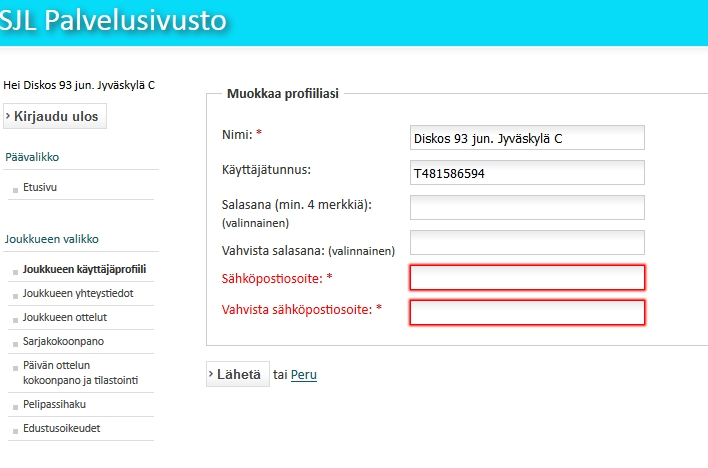 SJL Palvelusivusto
Hei Diskos 93 jun. Jyväskylä C
› Kirjaudu ulos
Päävalikko
Etusivu
Joukkueen valikko
Joukkueen käyttäjäprofiili
Joukkueen yhteystiedot
Joukkueen ottelut
Sarjakokoonpano
Päivän ottelun
kokoonpano ja tilastointi
Pelipassihaku
Edustusoikeudet
Muokkaa profiiliasi
Nimi: * Diskos 93 jun. Jyväskylä C
Käyttäjätunnus: T481586594
Salasana (min. 4 merkkiä):
(valinnainen)
Vahvista salasana: (valinnainen)
Sähköpostiosoite: *
Vahvista sähköpostiosoite: *
› Lähetä tai Peru